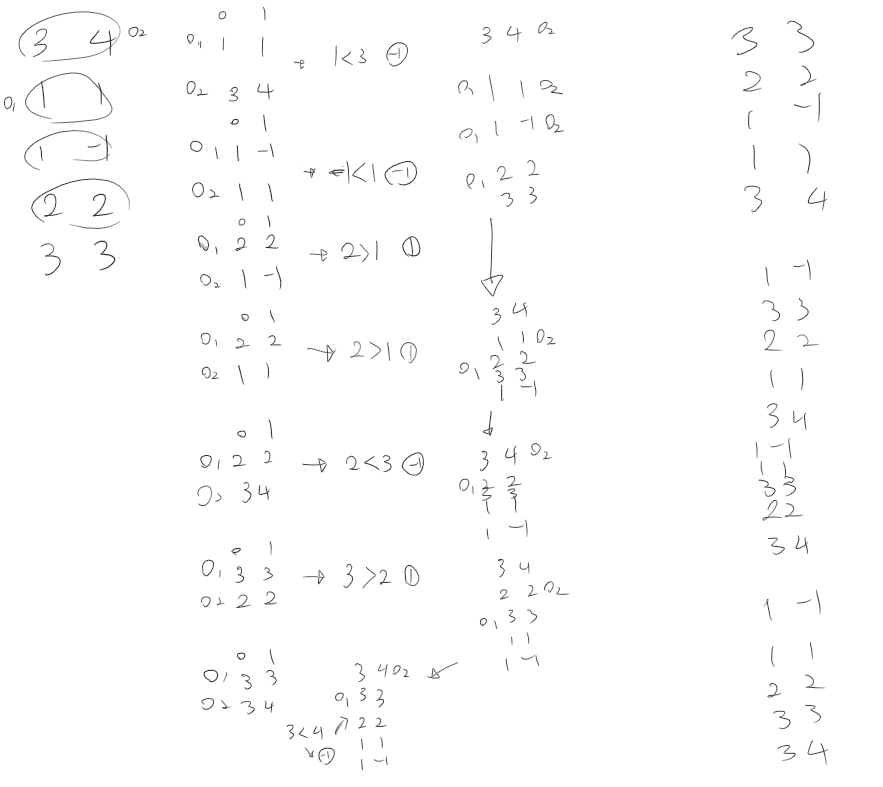 3 4 O2
O1 1 1
1 -1
2 2
3 3
0 1
O1 1 1
→ 1<3 -1
O2 3 4
0 1
O1 1 -1
→ -1<1 -1
O2 1 1
0 1
O1 2 2
→ 2>1 1
O2 1 -1
0 1
O1 2 2
→ 2>1 1
O2 1 1
0 1
O1 2 2 → 2<3 -1
O2 3 4
0 1
O1 3 3 → 3>2 1
O2 2 2
0 1
O1 3 3
O2 3 4
3<4
→ -1
3 4 O2
O1 3 3
2 2
1 1
1 -1
3 4 O2
O1 1 1 O2
O1 1 -1 O2
O1 2 2
3 3
3 4
1 1 O2
O1 2 2
3 3
1 -1
3 4 O2
O1 2 2
3 3
1 1
1 -1
3 4
2 2 O2
O1 3 3
1 1
1 -1
3 3
2 2
1 -1
1 1
3 4
1 -1
3 3
2 2
1 1
3 4
1 -1
1 1
3 3
2 2
3 4
1 -1
1 1
2 2
3 3
3 4